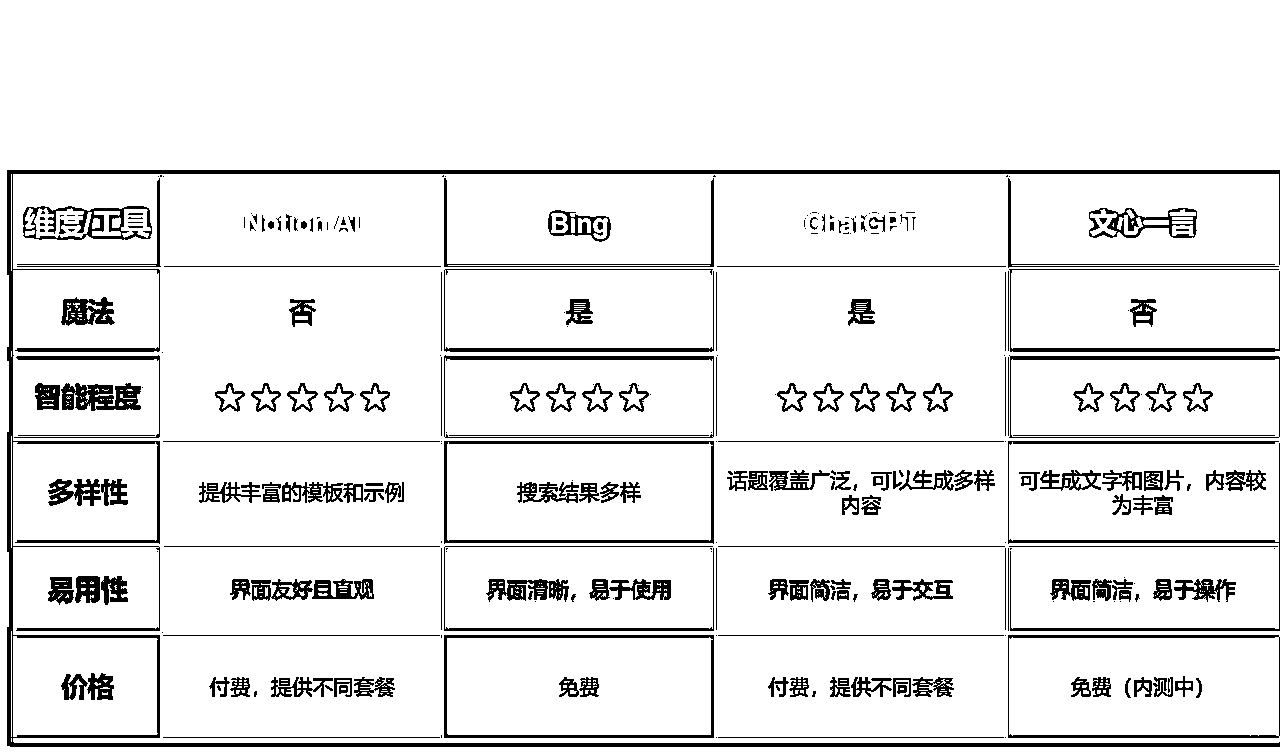 维度/工具 Notion AI Bing ChatGPT 文心一言
魔法 否 是 是 否
智能程度 ☆☆☆☆☆ ☆☆☆☆ ☆☆☆☆☆ ☆☆☆☆
多样性 提供丰富的模板和示例 搜索结果多样 话题覆盖广泛，可以生成多样
内容 可生成文字和图片，内容较
为丰富
易用性 界面友好且直观 界面清晰，易于使用 界面简洁，易于交互 界面简洁，易于操作
价格 付费，提供不同套餐 免费 付费，提供不同套餐 免费（内测中）